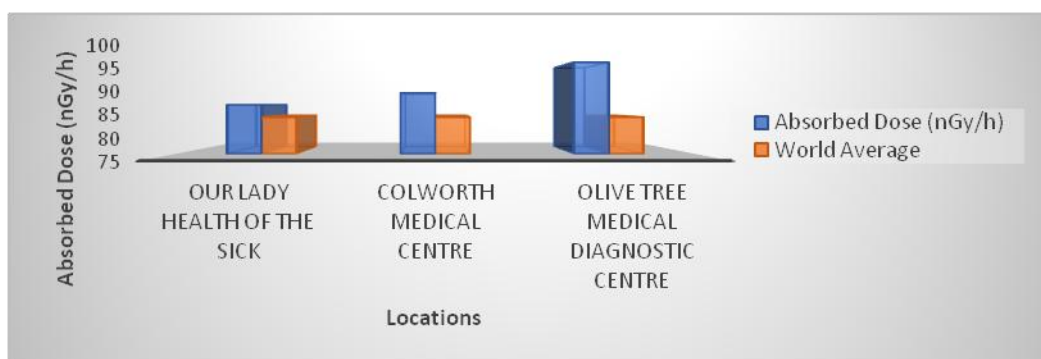 Absorbed Dose (nGy/h)
100
95
90
85
80
75
OUR LADY
HEALTH OF THE
SICK
COLWORTH
MEDICAL
CENTRE
OLIVE TREE
MEDICAL
DIAGNOSTIC
CENTRE
Locations
Absorbed Dose (nGy/h)
World Average